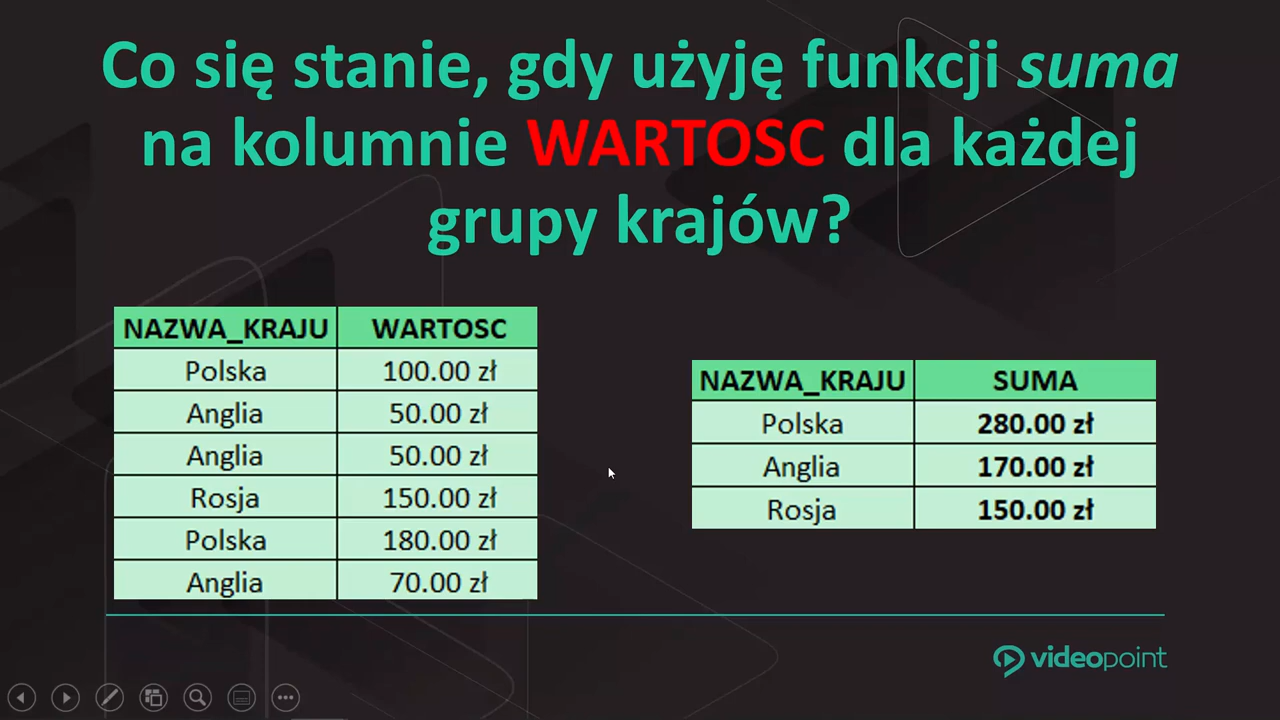 Co się stanie, gdy użyję funkcji suma
na kolumnie WARTOSC dla każdej
grupy krajów?
NAZWA_KRAJU WARTOSC
Polska 100.00 zł
Anglia 50.00 zł
Anglia 50.00 zł
Rosja 150.00 zł
Polska 180.00 zł
Anglia 70.00 zł
NAZWA_KRAJU SUMA
Polska 280.00 zł
Anglia 170.00 zł
Rosja 150.00 zł
videopoint